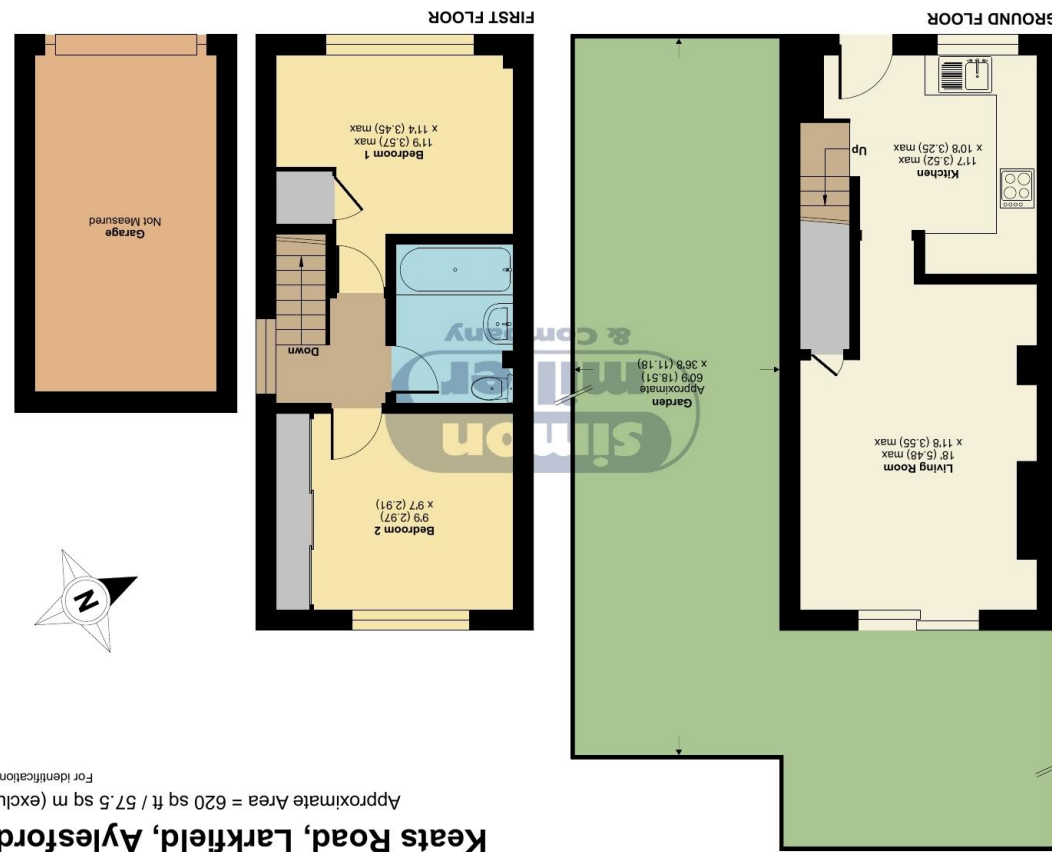 Keats Road, Larkfield, Aylesford
Approximate Area = 620 sq ft / 57.5 sq m (exclu
For identification
N
Living Room
18' (5.48) max
x 11'8 (3.55) max
Garden
Approximate
60'9 (18.51)
x 36'8 (11.18)
Kitchen
11'7 (3.52) max
x 10'8 (3.25) max
Up
GROUND FLOOR
Bedroom 2
9'9 (2.97)
x 9'7 (2.91)
Down
Bedroom 1
11'9 (3.57) max
x 11'4 (3.45) max
FIRST FLOOR
Garage
Not Measured
simon
miller
& Company